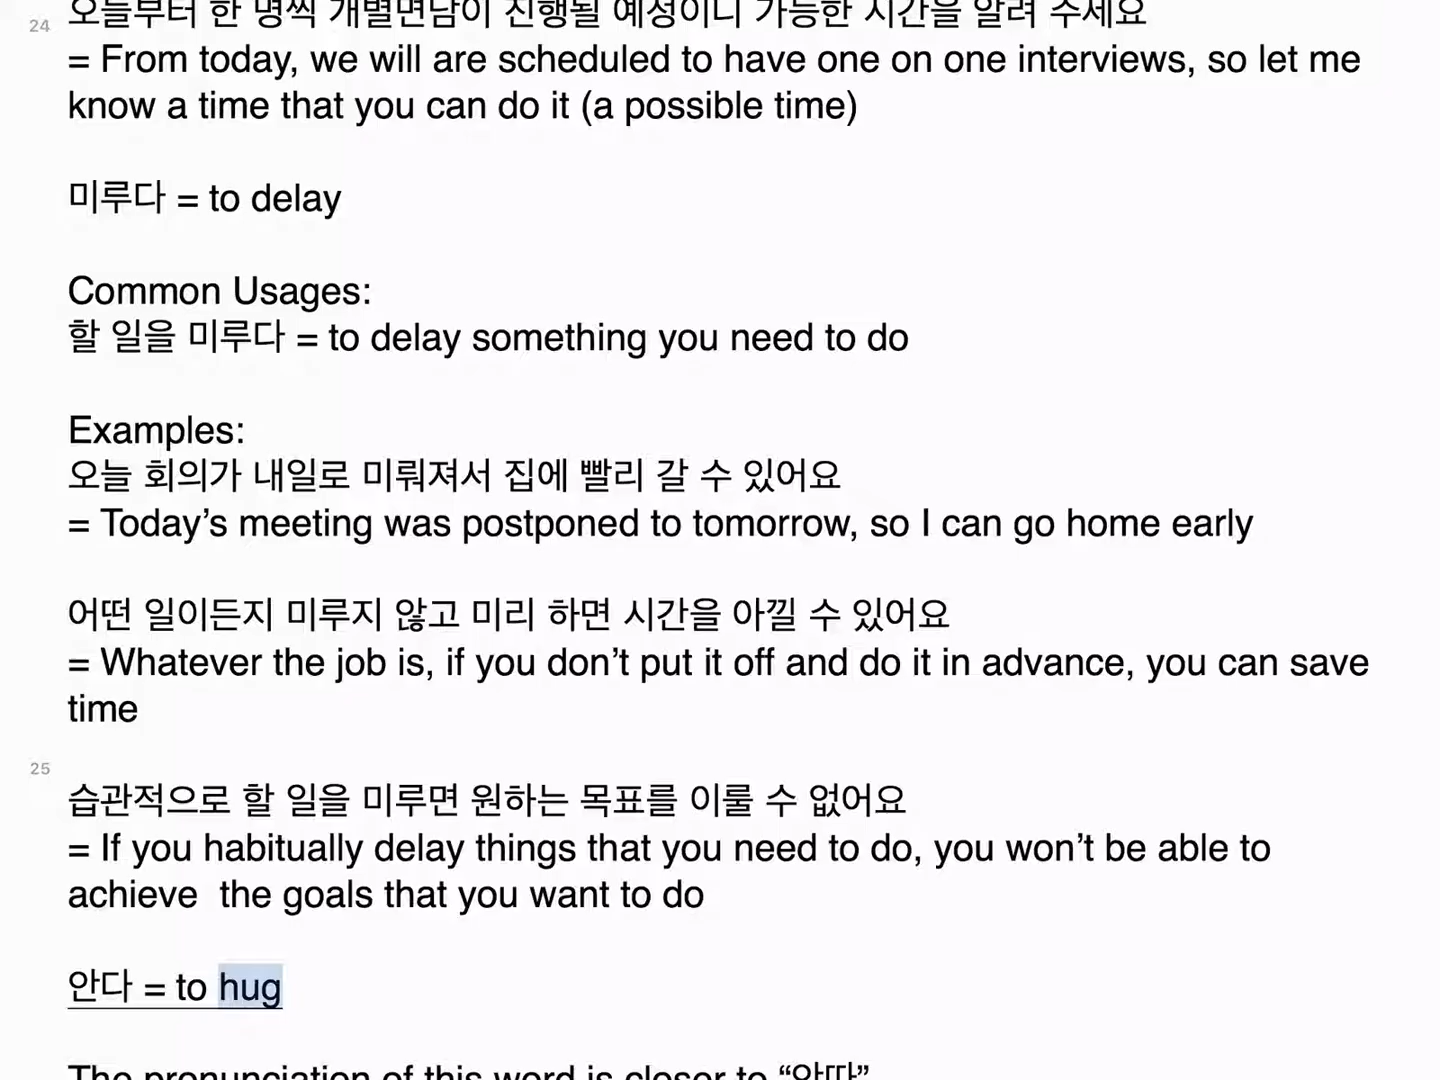 24
오늘부터 한 명씩 개별면담이 진행될 예정이니 가능한 시간을 알려 주세요
= From today, we will are scheduled to have one on one interviews, so let me
know a time that you can do it (a possible time)
미루다 = to delay
Common Usages:
할 일을 미루다 = to delay something you need to do
Examples:
오늘 회의가 내일로 미뤄져서 집에 빨리 갈 수 있어요
= Today’s meeting was postponed to tomorrow, so I can go home early
어떤 일이든지 미루지 않고 미리 하면 시간을 아낄 수 있어요
= Whatever the job is, if you don’t put it off and do it in advance, you can save
time
25
습관적으로 할 일을 미루면 원하는 목표를 이룰 수 없어요
= If you habitually delay things that you need to do, you won’t be able to
achieve  the goals that you want to do
안다 = to hug
The pronunciation of this word is closer to “안따”